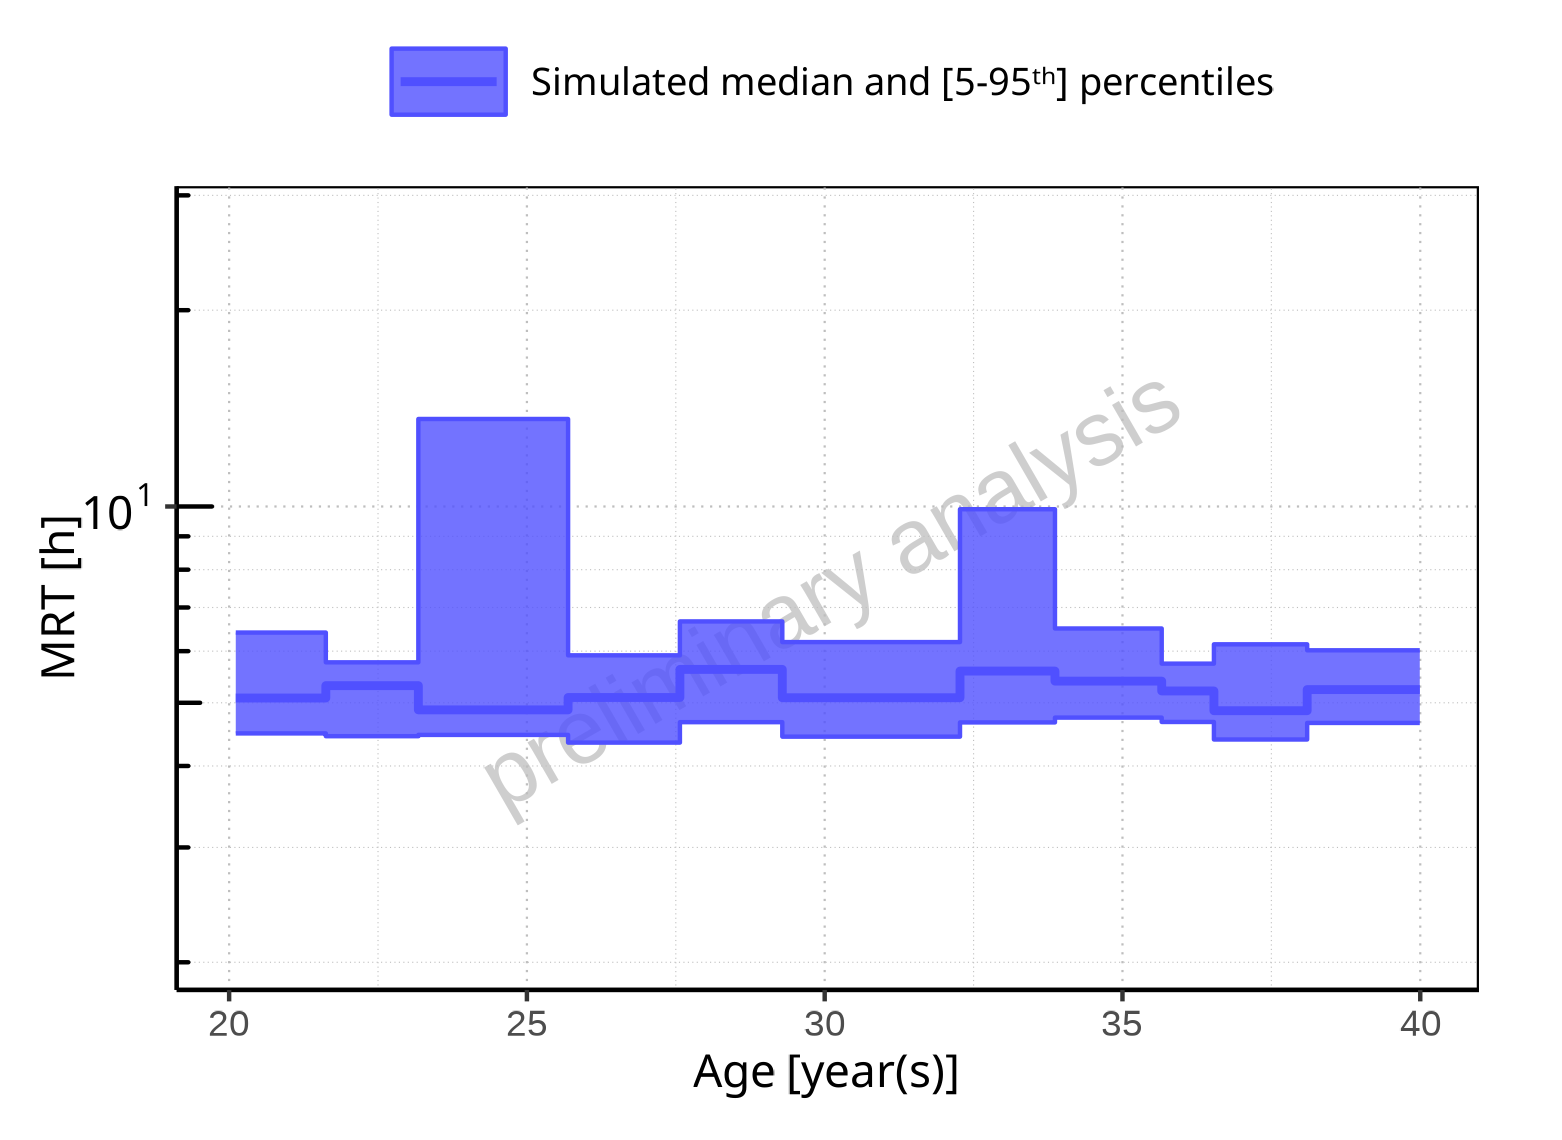 Simulated median and [5-95ᵗʰ] percentiles
10¹
MRT [h]
preliminary analysis
20 25 30 35 40
Age [year(s)]